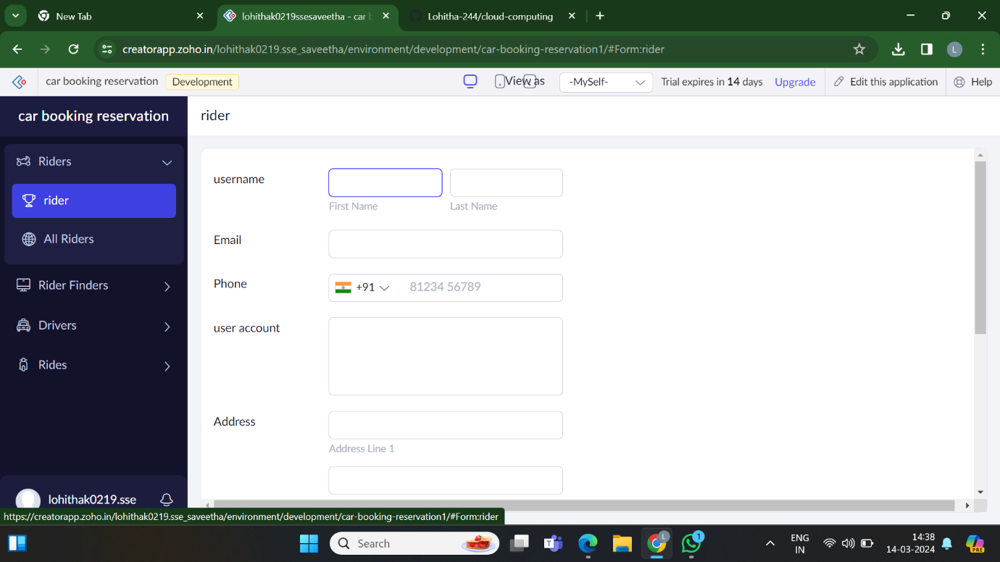 New Tab
lohithak0219ssesaveetha - car b
Lohitha-244/cloud-computing
creatorapp.zoho.in/lohithak0219.sse_saveetha/environment/development/car-booking-reservation1/#Form:rider
L
car booking reservation
Development
View as
-MySelf-
Trial expires in 14 days
Upgrade
Edit this application
Help
car booking reservation
rider
Riders
rider
All Riders
Rider Finders
Drivers
Rides
username
First Name
Last Name
Email
Phone
+91
81234 56789
user account
Address
Address Line 1
lohithak0219.sse
https://creatorapp.zoho.in/lohithak0219.sse_saveetha/environment/development/car-booking-reservation1/#Form:rider
Search
L
1
ENG
IN
14:38
14-03-2024
PRE